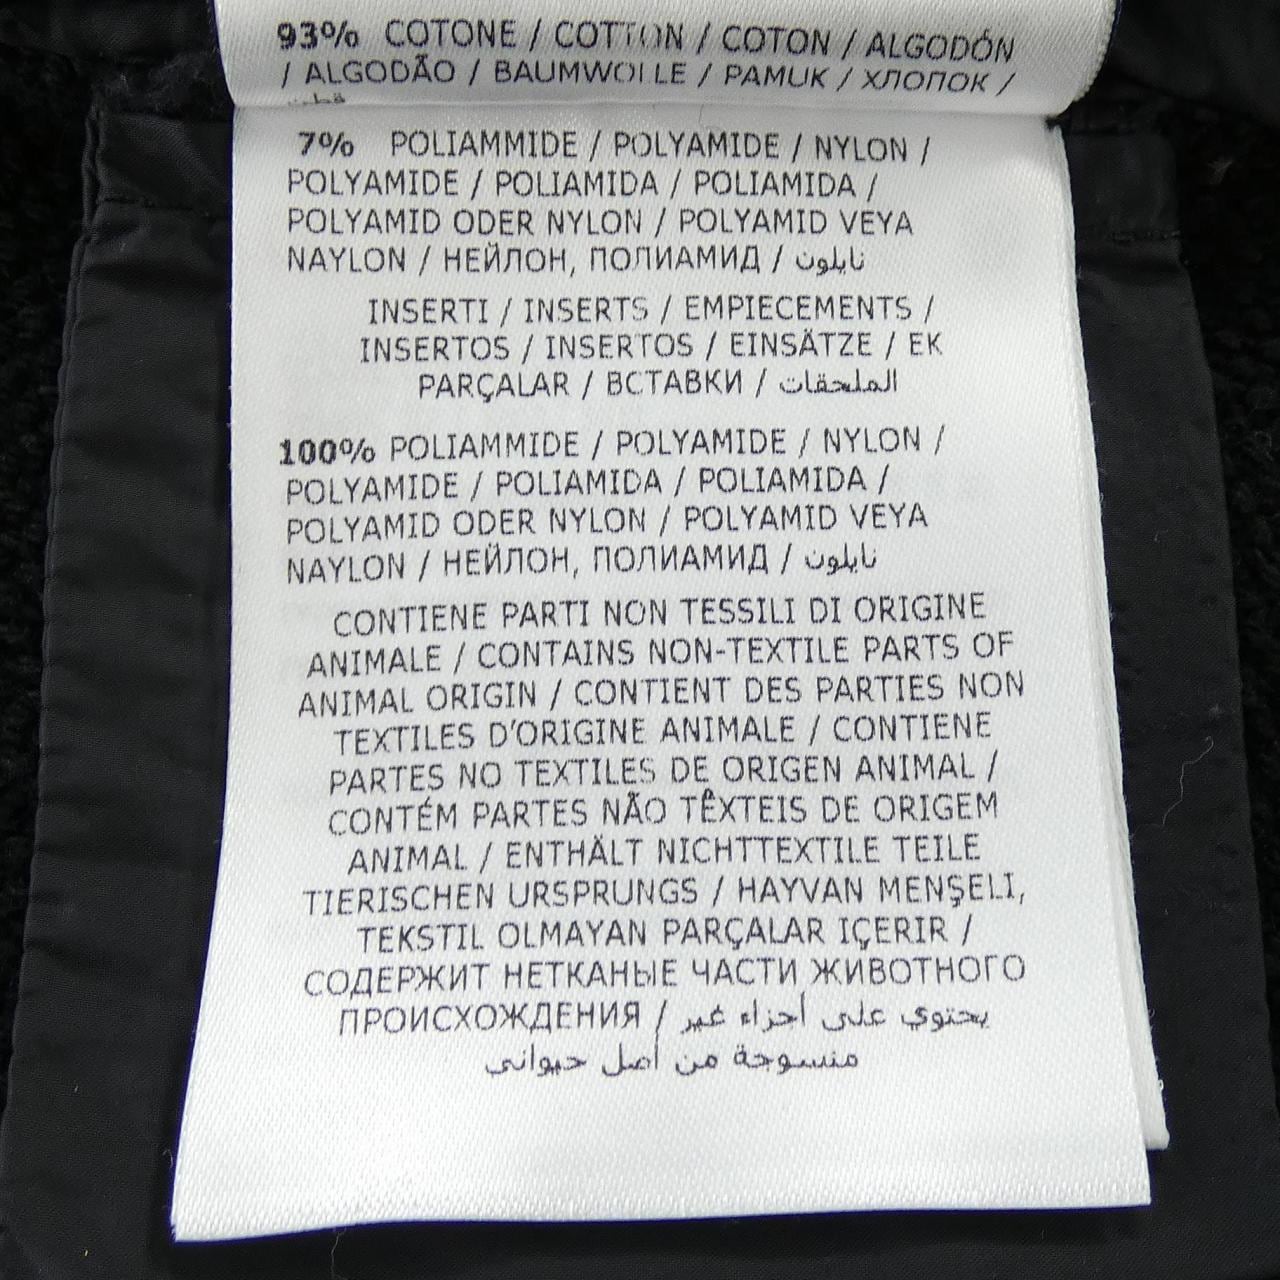 93% COTONE / COTTON / COTON / ALGODÓN
/ ALGODÃO / BAUMWOLLE / PAMUK / ХЛОПОК /
قطن
7% POLIAMMIDE / POLYAMIDE / NYLON /
POLYAMIDE / POLIAMIDA / POLIAMIDA /
POLYAMID ODER NYLON / POLYAMID VEYA
NAYLON / НЕЙЛОН, ПОЛИАМИД / نايلون
INSERTI / INSERTS / EMPIECEMENTS /
INSERTOS / INSERTOS / EINSÄTZE / EK
PARÇALAR / ВСТАВКИ / الملحقات
100% POLIAMMIDE / POLYAMIDE / NYLON /
POLYAMIDE / POLIAMIDA / POLIAMIDA /
POLYAMID ODER NYLON / POLYAMID VEYA
NAYLON / НЕЙЛОН, ПОЛИАМИД / نايلون
CONTIENE PARTI NON TESSILI DI ORIGINE
ANIMALE / CONTAINS NON-TEXTILE PARTS OF
ANIMAL ORIGIN / CONTIENT DES PARTIES NON
TEXTILES D'ORIGINE ANIMALE / CONTIENE
PARTES NO TEXTILES DE ORIGEN ANIMAL /
CONTÉM PARTES NÃO TÊXTEIS DE ORIGEM
ANIMAL / ENTHÄLT NICHTTEXTILE TEILE
TIERISCHEN URSPRUNGS / HAYVAN MENŞELI,
TEKSTIL OLMAYAN PARÇALAR IÇERIR /
СОДЕРЖИТ НЕТКАНЫЕ ЧАСТИ ЖИВОТНОГО
ПРОИСХОЖДЕНИЯ / يحتوي على أجزاء غير
منسوجة من أصل حيواني